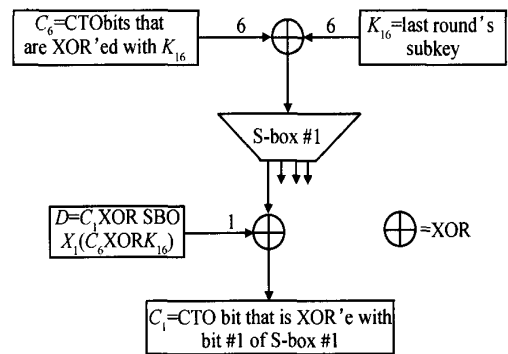 C₆=CTObits that
are XOR'ed with K₁₆
6
6
K₁₆=last round's
subkey
S-box #1
D=C₁XOR SBO
X₁(C₆XORK₁₆)
1
=XOR
C₁=CTO bit that is XOR'e with
bit #1 of S-box #1